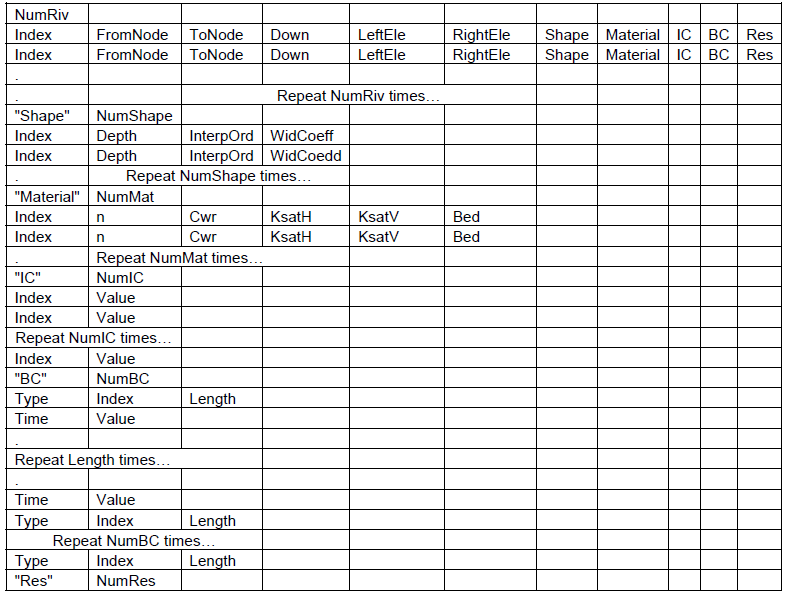 NumRiv
Index FromNode ToNode Down LeftEle RightEle Shape Material IC BC Res
Index FromNode ToNode Down LeftEle RightEle Shape Material IC BC Res
.
. Repeat NumRiv times…
"Shape" NumShape
Index Depth InterpOrd WidCoeff
Index Depth InterpOrd WidCoedd
. Repeat NumShape times…
"Material" NumMat
Index n Cwr KsatH KsatV Bed
Index n Cwr KsatH KsatV Bed
. Repeat NumMat times…
"IC" NumIC
Index Value
Index Value
Repeat NumIC times…
Index Value
"BC" NumBC
Type Index Length
Time Value
.
Repeat Length times…
.
Time Value
Type Index Length
Repeat NumBC times…
Type Index Length
"Res" NumRes